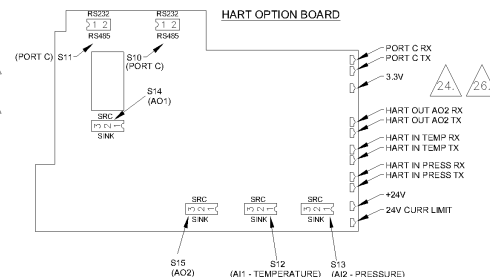 HART OPTION BOARD
RS232
1 2
RS485
RS232
1 2
RS485
(PORT C) S11
S10
(PORT C)
S14
(AO1)
SRC
3 2 1
SINK
PORT C RX
PORT C TX
3.3V
24.
26.
HART OUT AO2 RX
HART OUT AO2 TX
HART IN TEMP RX
HART IN TEMP TX
HART IN PRESS RX
HART IN PRESS TX
+24V
24V CURR LIMIT
SRC
3 2 1
SINK
SRC
3 2 1
SINK
SRC
3 2 1
SINK
S15
(AO2)
S12
(AI1 - TEMPERATURE)
S13
(AI2 - PRESSURE)